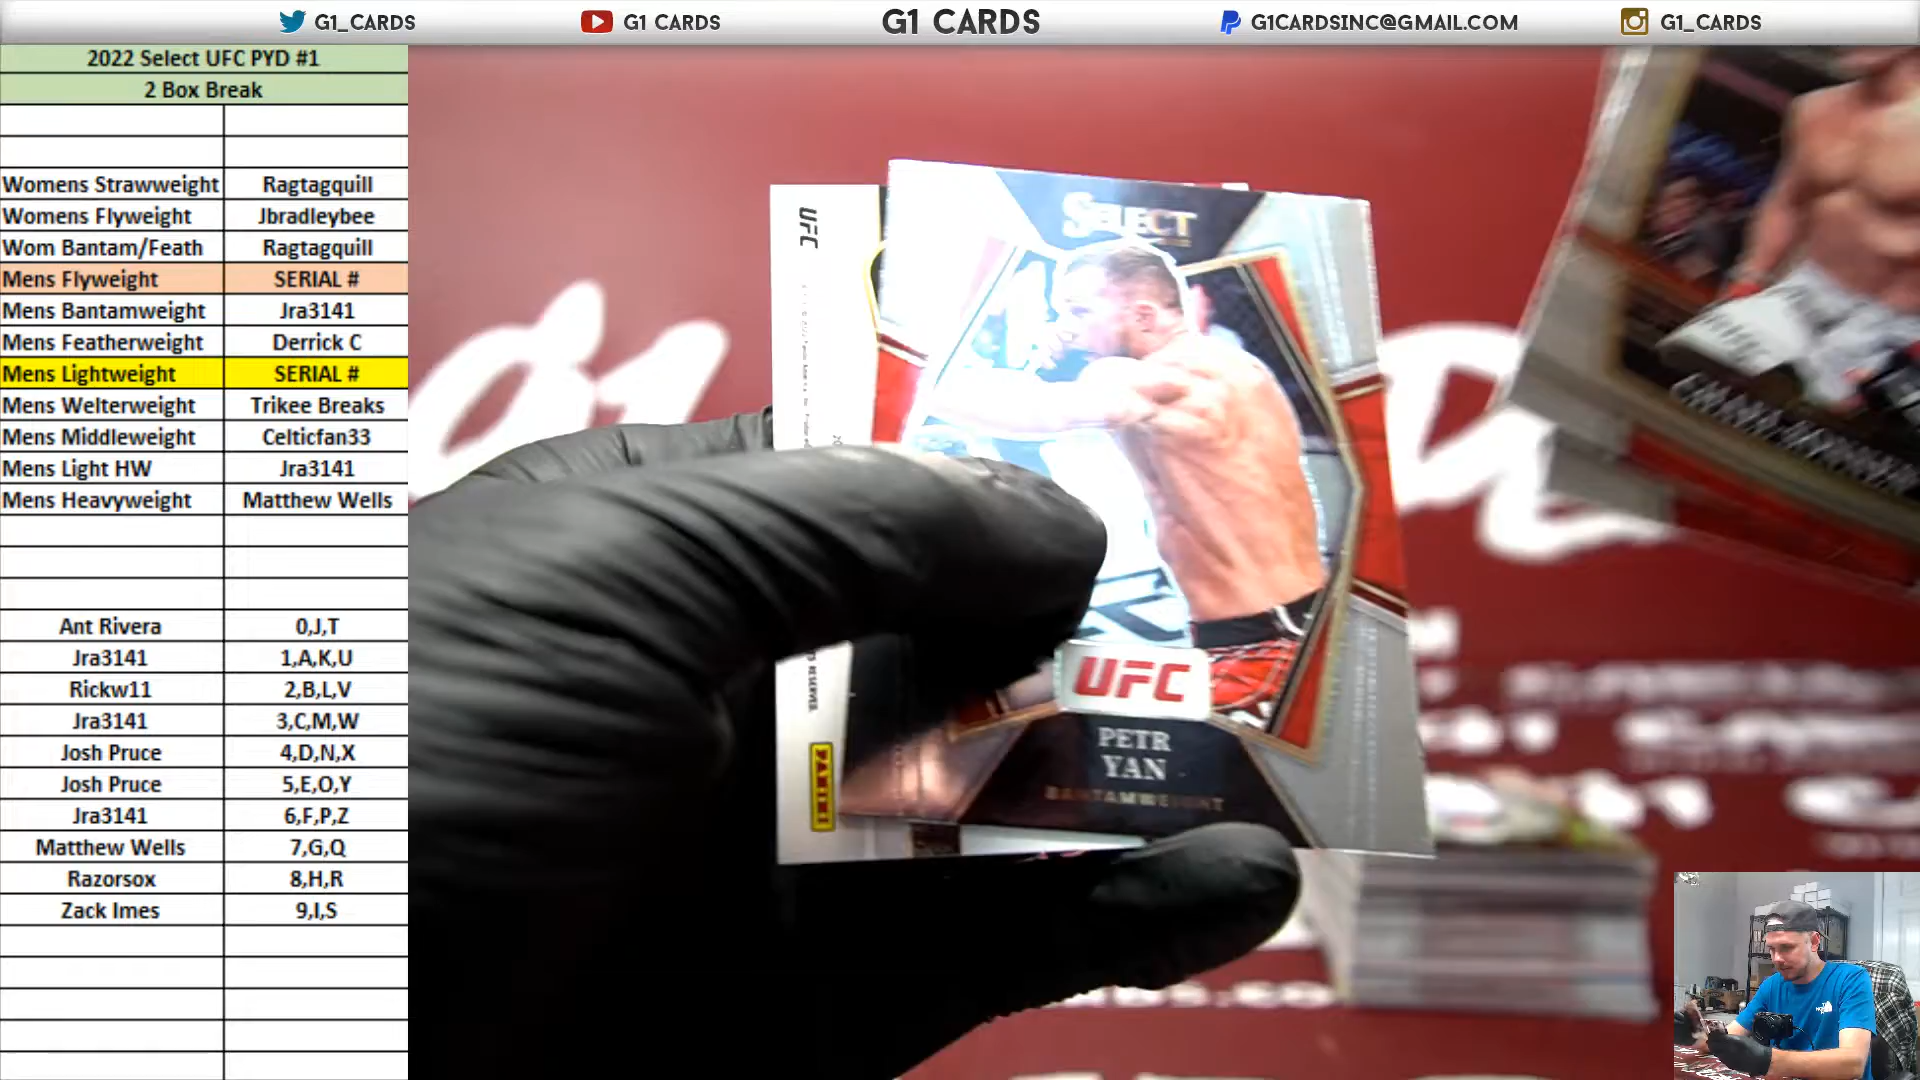 G1_CARDS
G1 CARDS
G1 CARDS
G1CARDSINC@GMAIL.COM
G1_CARDS
2022 Select UFC PYD #1
2 Box Break
Womens Strawweight Ragtagquill
Womens Flyweight Jbradleybee
Wom Bantam/Feath Ragtagquill
Mens Flyweight SERIAL #
Mens Bantamweight Jra3141
Mens Featherweight Derrick C
Mens Lightweight SERIAL #
Mens Welterweight Trikee Breaks
Mens Middleweight Celticfan33
Mens Light HW Jra3141
Mens Heavyweight Matthew Wells
Ant Rivera 0,J,T
Jra3141 1,A,K,U
Rickw11 2,B,L,V
Jra3141 3,C,M,W
Josh Pruce 4,D,N,X
Josh Pruce 5,E,O,Y
Jra3141 6,F,P,Z
Matthew Wells 7,G,Q
Razorsox 8,H,R
Zack Imes 9,I,S
UFC
SELECT
UFC
PETR
YAN
BANTAMWEIGHT
PANINI